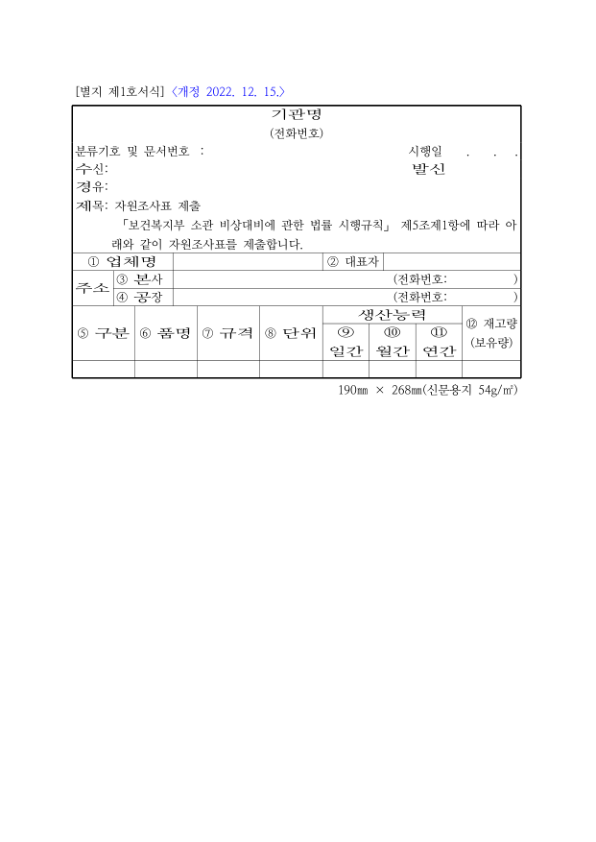 [별지 제1호서식] <개정 2022. 12. 15.>
기관명
(전화번호)
분류기호 및 문서번호 : 시행일 . . .
수신: 발신
경유:
제목: 자원조사표 제출
「보건복지부 소관 비상대비에 관한 법률 시행규칙」 제5조제1항에 따라 아
래와 같이 자원조사표를 제출합니다.
① 업체명 ② 대표자
주소 ③ 본사 (전화번호: )
④ 공장 (전화번호: )
⑤ 구분 ⑥ 품명 ⑦ 규격 ⑧ 단위 생산능력 ⑫ 재고량
(보유량)
⑨ ⑩ ⑪
일간 월간 연간
190㎜ × 268㎜(신문용지 54g/㎡)